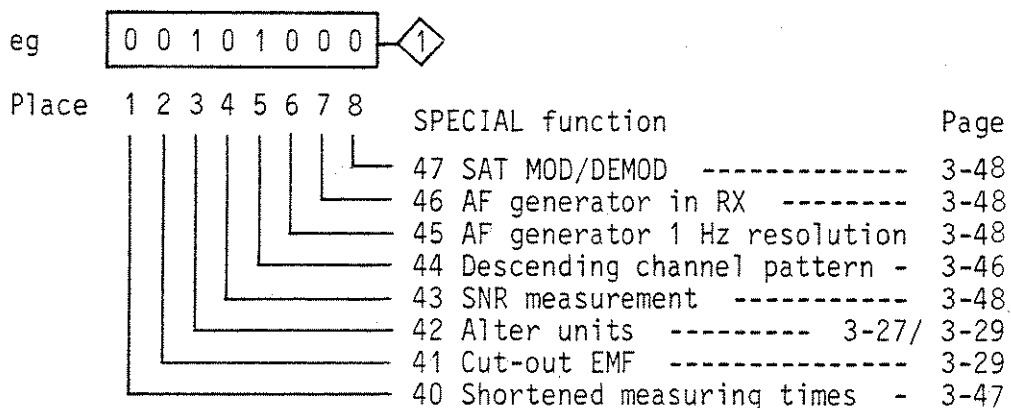 eg 0 0 1 0 1 0 0 0 1
Place 1 2 3 4 5 6 7 8
SPECIAL function Page
47 SAT MOD/DEMOD ------------- 3-48
46 AF generator in RX -------- 3-48
45 AF generator 1 Hz resolution 3-48
44 Descending channel pattern - 3-46
43 SNR measurement ----------- 3-48
42 Alter units --------- 3-27/ 3-29
41 Cut-out EMF --------------- 3-29
40 Shortened measuring times - 3-47